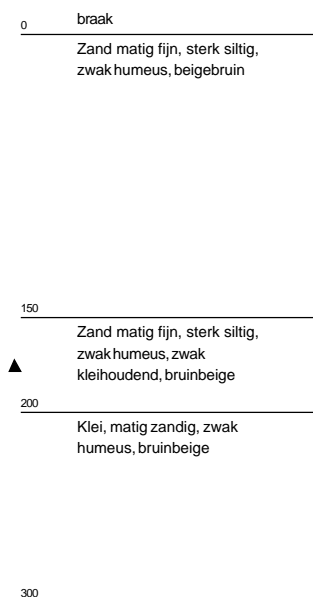 0
braak
Zand matig fijn, sterk siltig,
zwak humeus, beigebruin
150
Zand matig fijn, sterk siltig,
zwak humeus, zwak
kleihoudend, bruinbeige
200
Klei, matig zandig, zwak
humeus, bruinbeige
300